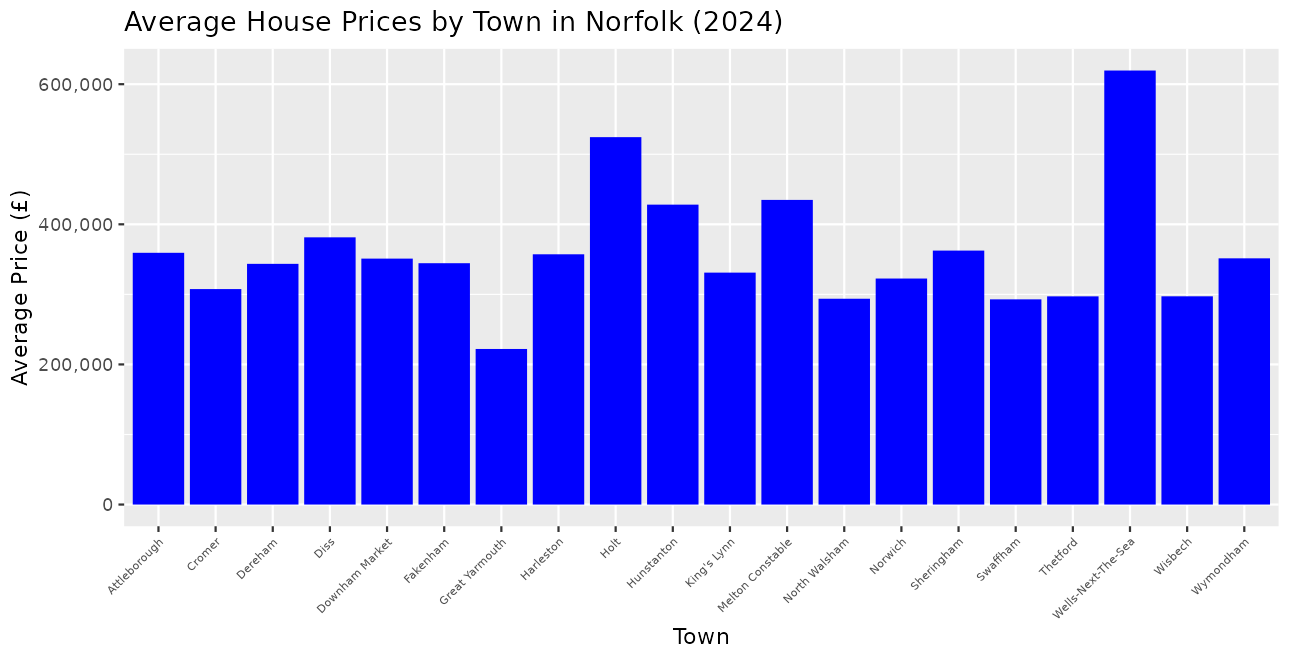 Average House Prices by Town in Norfolk (2024)
Average Price (£)
600,000
400,000
200,000
0
Attleborough
Cromer
Dereham
Diss
Downham Market
Fakenham
Great Yarmouth
Harleston
Holt
Hunstanton
King's Lynn
Melton Constable
North Walsham
Norwich
Sheringham
Swaffham
Thetford
Wells-Next-The-Sea
Wisbech
Wymondham
Town